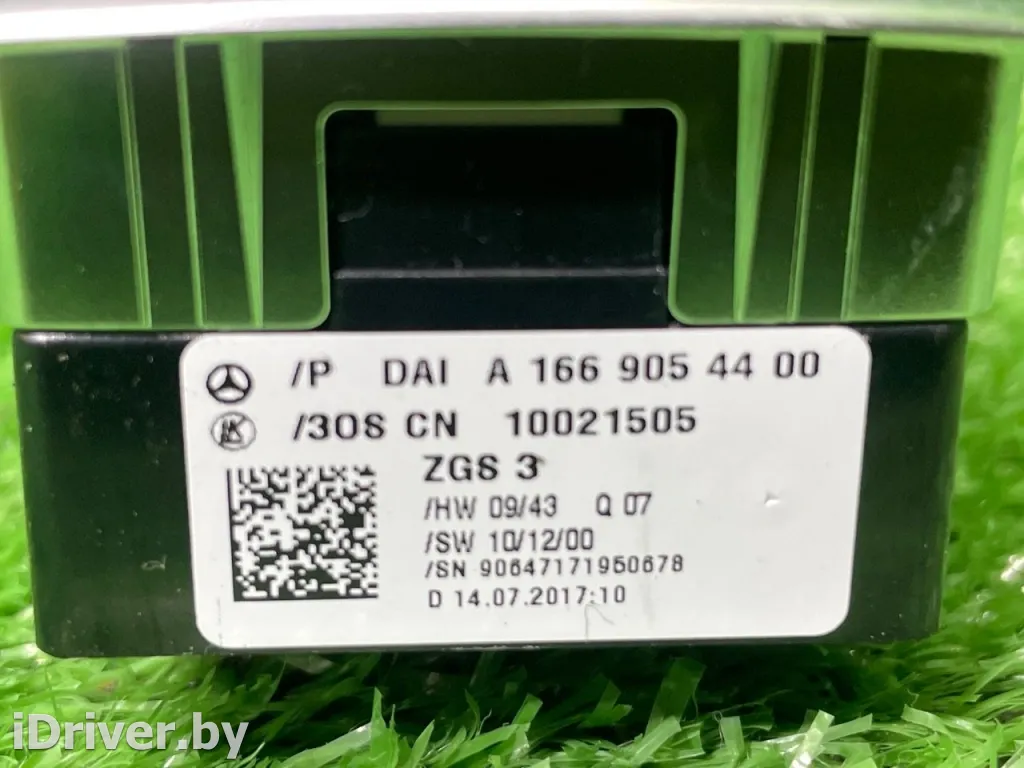 /P DAI A 166 905 44 00
/3OS CN 10021505
ZGS 3
/HW 09/43 Q 07
/SW 10/12/00
/SN 90647171950678
D 14.07.2017:10
iDriver.by